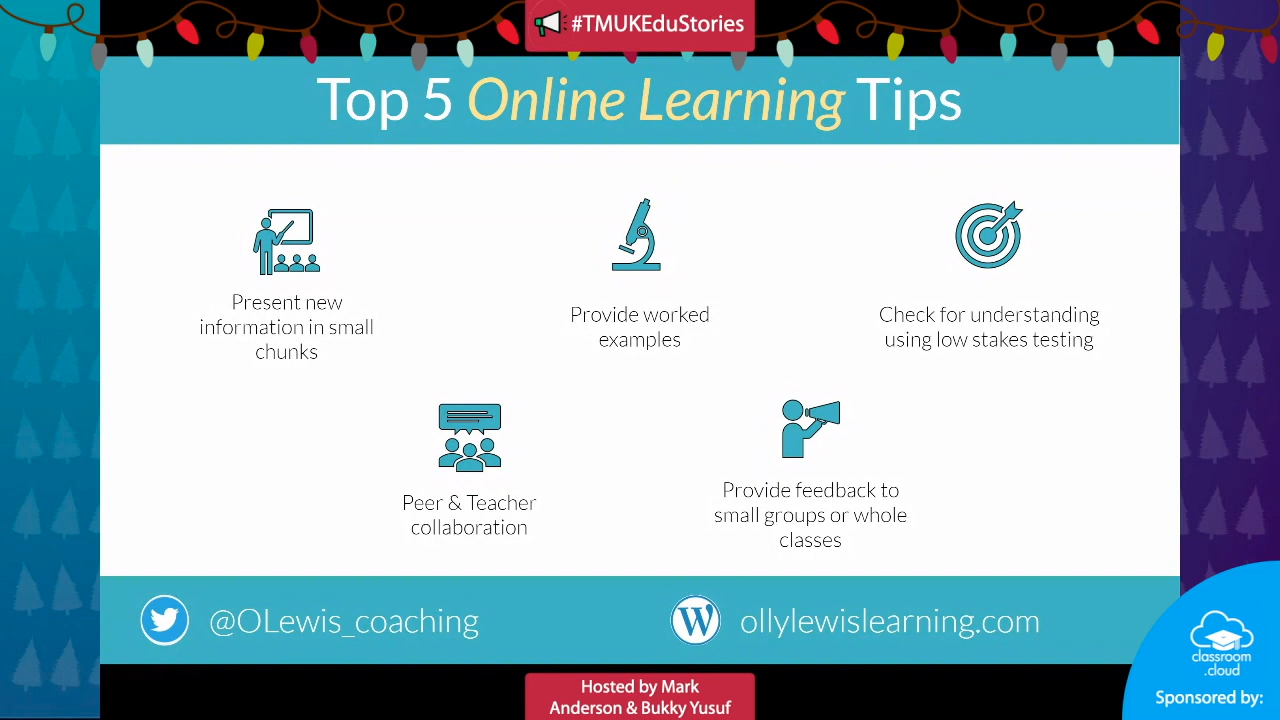 #TMUKEduStories
Top 5 Online Learning Tips
Present new
information in small
chunks
Provide worked
examples
Check for understanding
using low stakes testing
Peer & Teacher
collaboration
Provide feedback to
small groups or whole
classes
@OLewis_coaching
ollylewislearning.com
classroom
.cloud
Sponsored by:
Hosted by Mark
Anderson & Bukky Yusuf